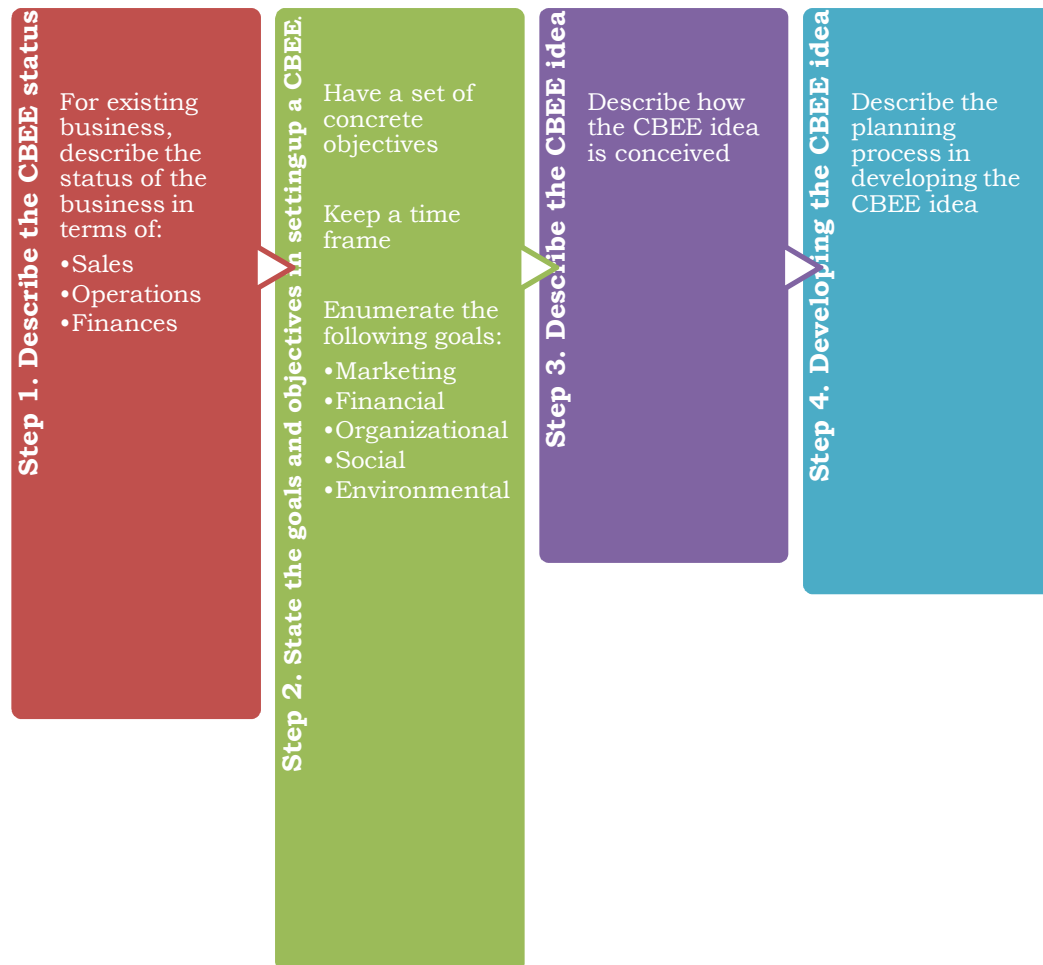 Step 1. Describe the CBEE status
For existing
business,
describe the
status of the
business in
terms of:
•Sales
•Operations
•Finances
Step 2. State the goals and objectives in settingup a CBEE.
Have a set of
concrete
objectives
Keep a time
frame
Enumerate the
following goals:
•Marketing
•Financial
•Organizational
•Social
•Environmental
Step 3. Describe the CBEE idea
Describe how
the CBEE idea
is conceived
Step 4. Developing the CBEE idea
Describe the
planning
process in
developing the
CBEE idea